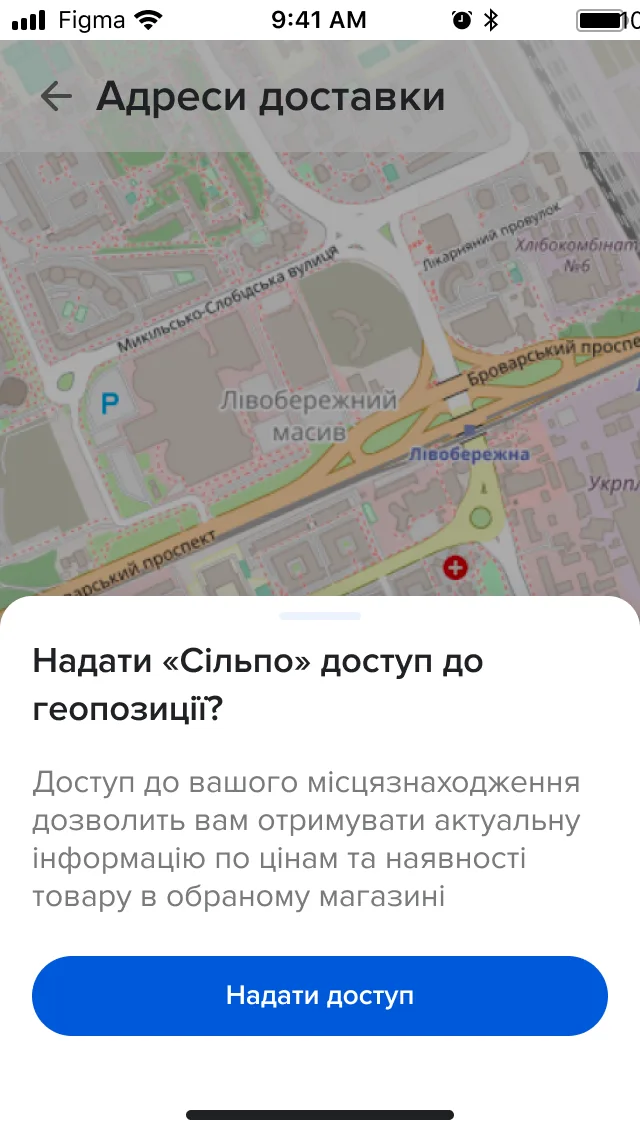 Figma
9:41 AM
10
Адреси доставки
Лікарняний провулок
Хлібокомбінат
№6
Микільсько-Слобідська вулиця
Броварський проспе
P
Лівобережний
масив
Лівобережна
Укрпл
варський проспект
Надати «Сільпо» доступ до
геопозиції?
Доступ до вашого місцязнаходження
дозволить вам отримувати актуальну
інформацію по цінам та наявності
товару в обраному магазині
Надати доступ